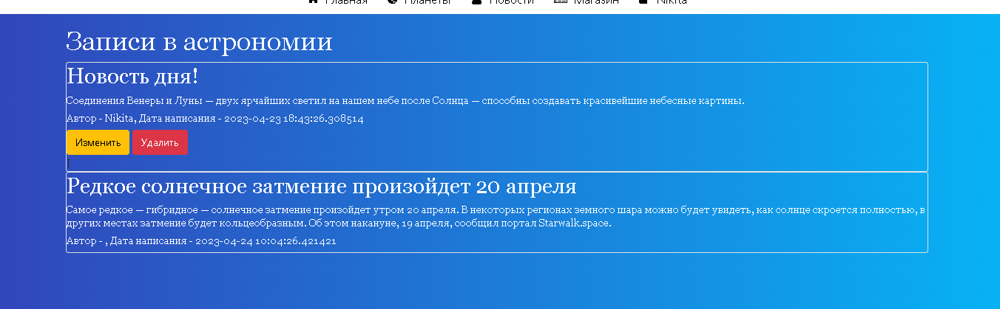 Главная Планеты Новости Магазин Nikita
Записи в астрономии
Новость дня!
Соединения Венеры и Луны — двух ярчайших светил на нашем небе после Солнца — способны создавать красивейшие небесные картины.
Автор - Nikita, Дата написания - 2023-04-23 18:43:26.308514
Изменить Удалить
{
Редкое солнечное затмение произойдет 20 апреля
Самое редкое — гибридное — солнечное затмение произойдет утром 20 апреля. В некоторых регионах земного шара можно будет увидеть, как солнце скроется полностью, в
других местах затмение будет кольцеобразным. Об этом накануне, 19 апреля, сообщил портал Starwalk.space.
Автор - , Дата написания - 2023-04-24 10:04:26.421421